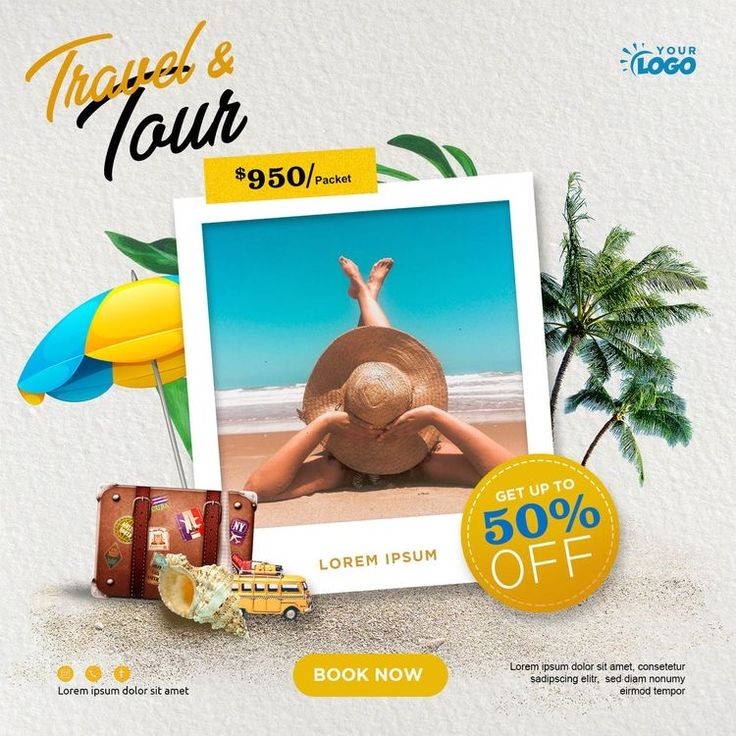 Travel &
Tour
YOUR
LOGO
$950/Packet
LOREM IPSUM
GET UP TO
50%
OFF
BOOK NOW
Lorem ipsum dolor sit amet
Lorem ipsum dolor sit amet, consetetur
sadipscing elitr, sed diam nonumy
eirmod tempor